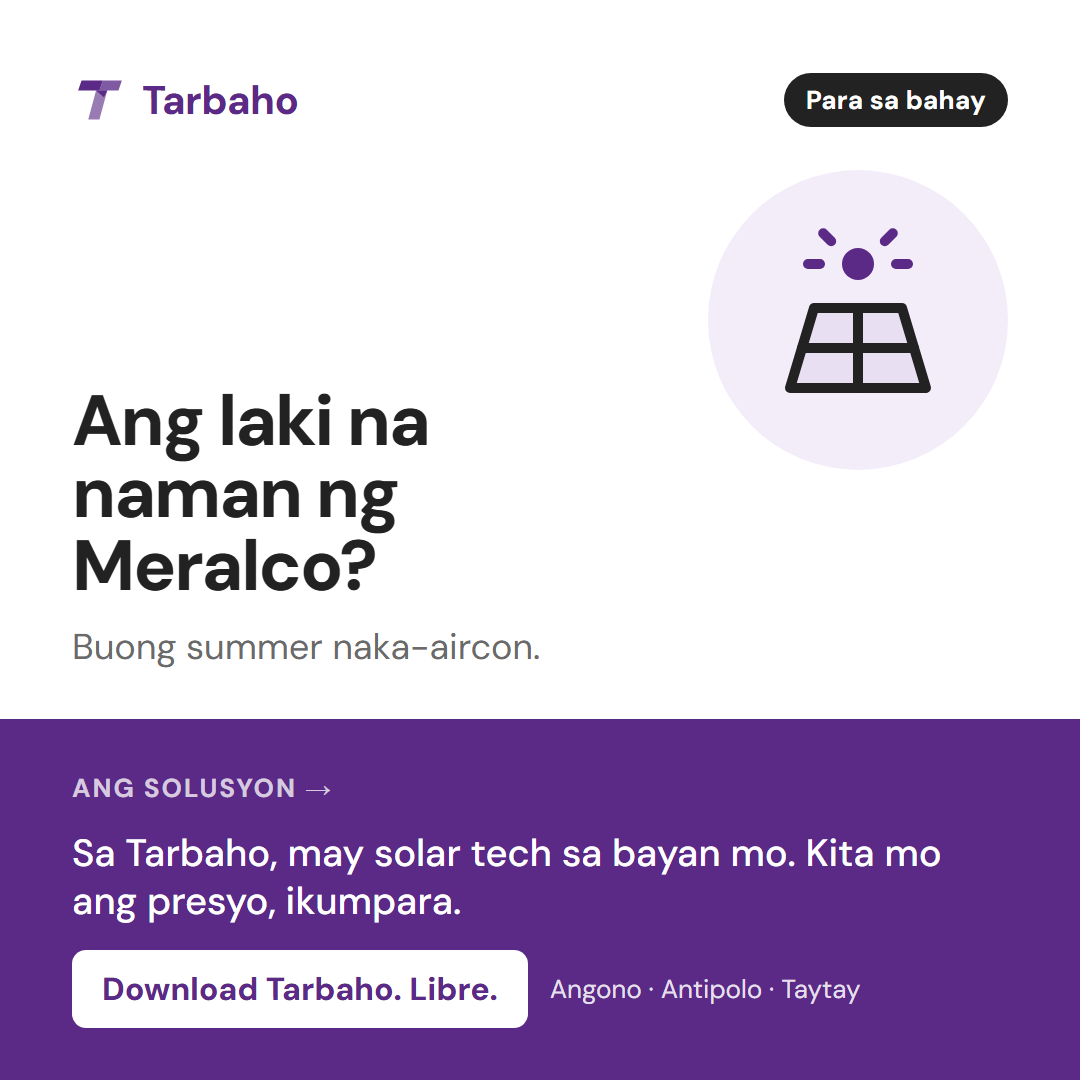 Tarbaho
Para sa bahay
Ang laki na
naman ng
Meralco?
Buong summer naka-aircon.
ANG SOLUSYON →
Sa Tarbaho, may solar tech sa bayan mo. Kita mo
ang presyo, ikumpara.
Download Tarbaho. Libre.
Angono · Antipolo · Taytay